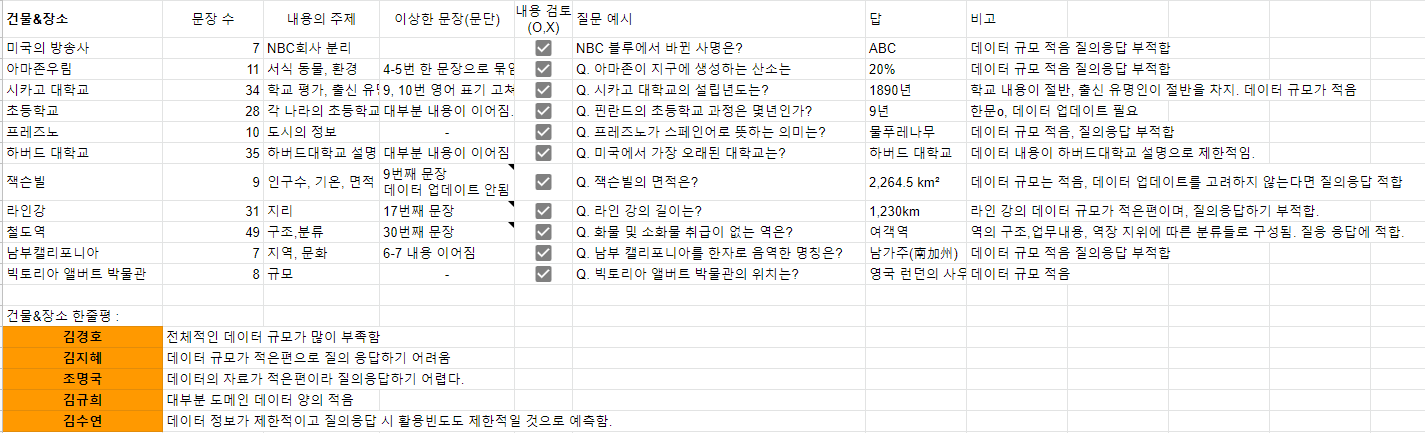 건물&장소 문장 수 내용의 주제 이상한 문장(문단) 내용 검토 (O,X) 질문 예시 답 비고
미국의 방송사 7 NBC회사 분리 NBC 블루에서 바뀐 사명은? ABC 데이터 규모 적음 질의응답 부적합
아마존우림 11 서식 동물, 환경 4-5번 한 문장으로 묶임 Q. 아마존이 지구에 생성하는 산소는 20% 데이터 규모 적음 질의응답 부적합
시카고 대학교 34 학교 평가, 출신 유명 9, 10번 영어 표기 고쳐 Q. 시카고 대학교의 설립년도는? 1890년 학교 내용이 절반, 출신 유명인이 절반을 차지. 데이터 규모가 적음
초등학교 28 각 나라의 초등학교 대부분 내용이 이어짐. Q. 핀란드의 초등학교 과정은 몇년인가? 9년 한문o, 데이터 업데이트 필요
프레즈노 10 도시의 정보 - Q. 프레즈노가 스페인어로 뜻하는 의미는? 물푸레나무 데이터 규모 적음, 질의응답 부적합
하버드 대학교 35 하버드대학교 설명 대부분 내용이 이어짐 Q. 미국에서 가장 오래된 대학교는? 하버드 대학교 데이터 내용이 하버드대학교 설명으로 제한적임.
잭슨빌 9 인구수, 기온, 면적 9번째 문장 데이터 업데이트 안됨 Q. 잭슨빌의 면적은? 2,264.5 km² 데이터 규모는 적음, 데이터 업데이트를 고려하지 않는다면 질의응답 적합
라인강 31 지리 17번째 문장 Q. 라인 강의 길이는? 1,230km 라인 강의 데이터 규모가 적은편이며, 질의응답하기 부적합.
철도역 49 구조,분류 30번째 문장 Q. 화물 및 소화물 취급이 없는 역은? 여객역 역의 구조,업무내용, 역장 지위에 따른 분류들로 구성됨. 질응 응답에 적합.
남부캘리포니아 7 지역, 문화 6-7 내용 이어짐 Q. 남부 캘리포니아를 한자로 음역한 명칭은? 남가주(南加州) 데이터 규모 적음 질의응답 부적합
빅토리아 앨버트 박물관 8 규모 - Q. 빅토리아 앨버트 박물관의 위치는? 영국 런던의 사우 데이터 규모 적음
건물&장소 한줄평 :
김경호 전체적인 데이터 규모가 많이 부족함
김지혜 데이터 규모가 적은편으로 질의 응답하기 어려움
조명국 데이터의 자료가 적은편이라 질의응답하기 어렵다.
김규희 대부분 도메인 데이터 양의 적음
김수연 데이터 정보가 제한적이고 질의응답 시 활용빈도도 제한적일 것으로 예측함.